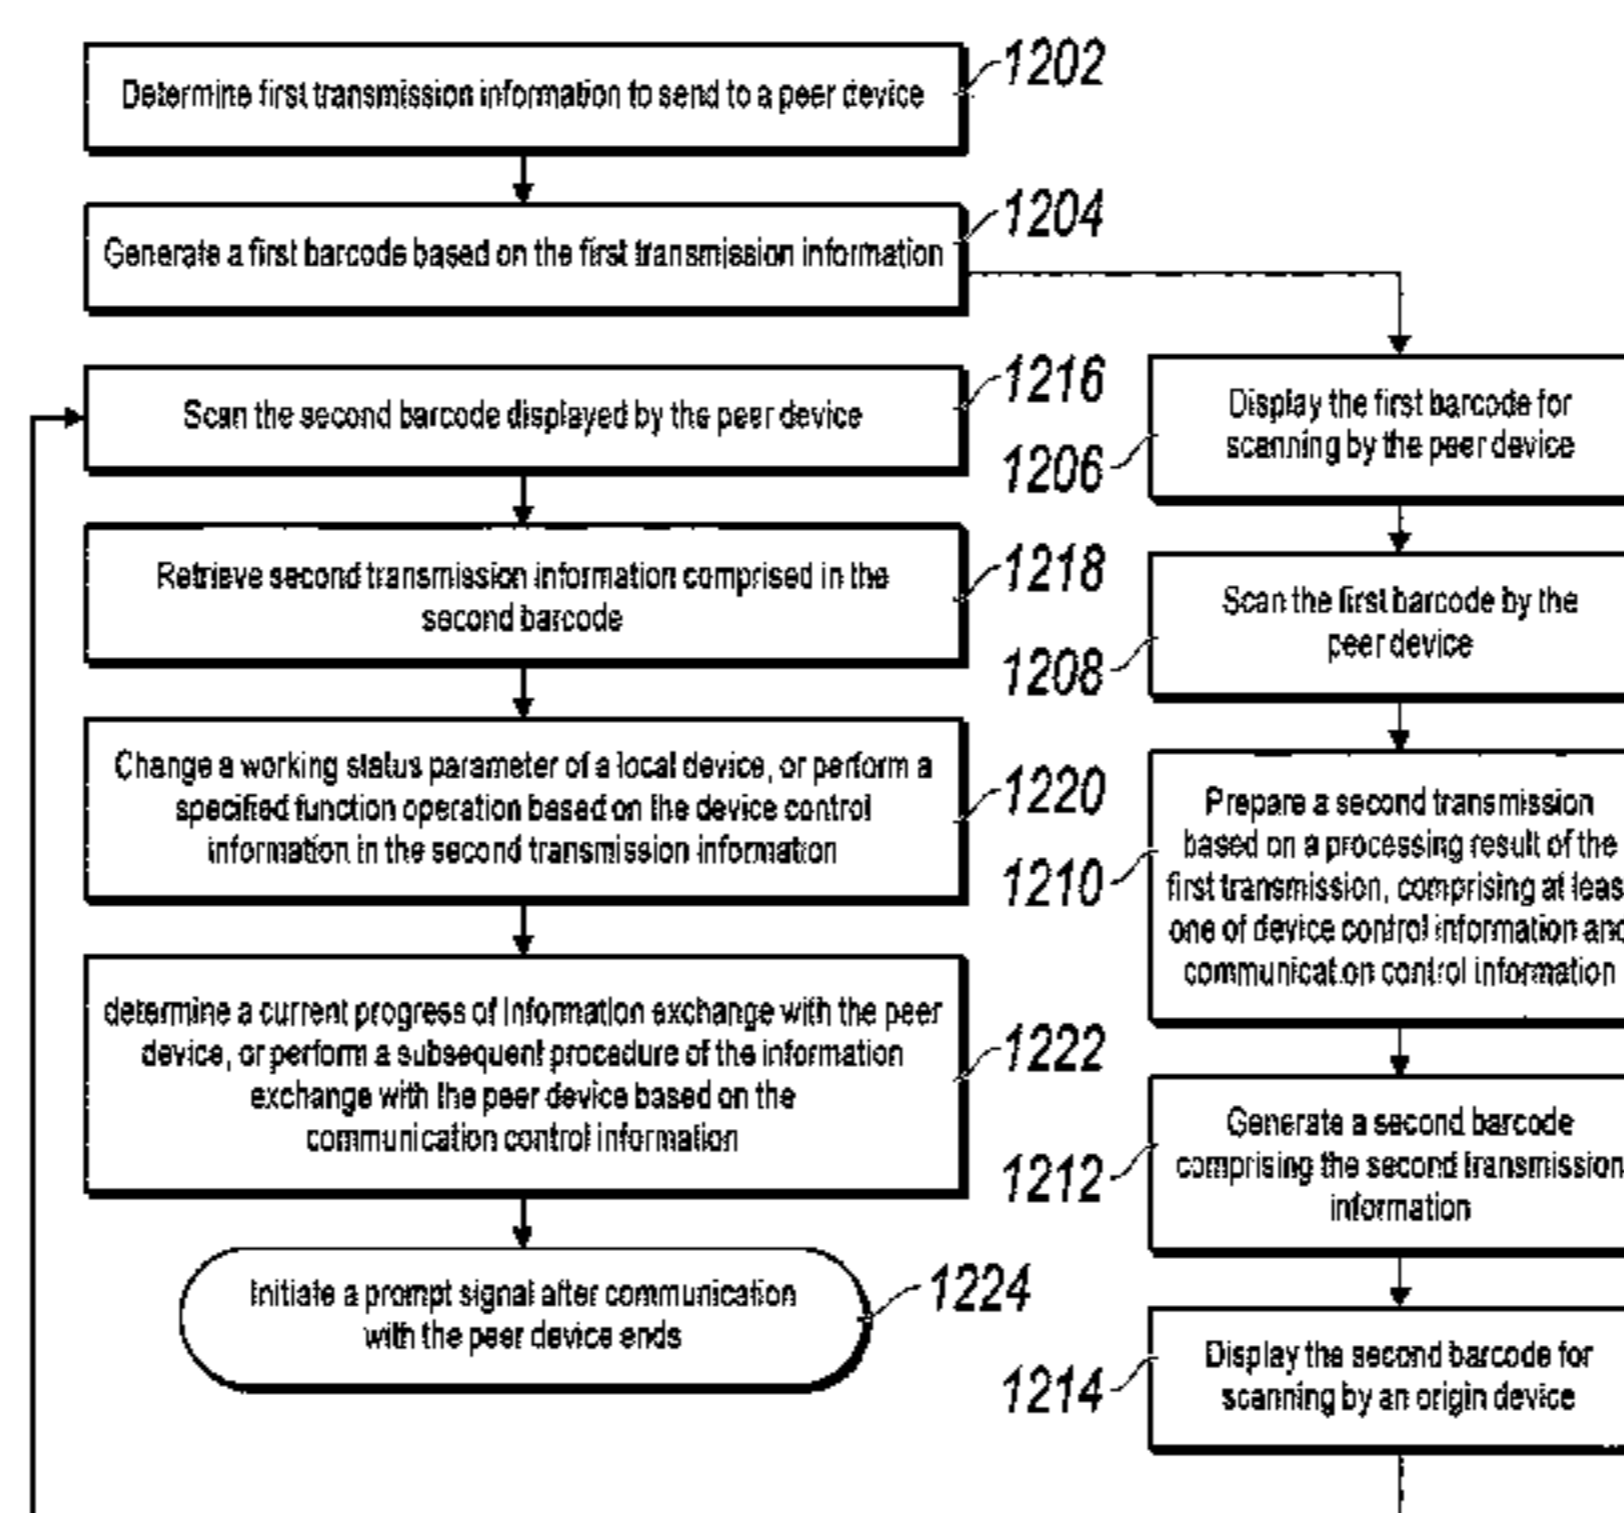 1202
Determine first transmission information to send to a peer device
1204
Generate a first barcode based on the first transmission information
1216
Scan the second barcode displayed by the peer device
1218
Retrieve second transmission information comprised in the
second barcode
1220
Change a working status parameter of a local device, or perform a
specified function operation based on the device control
information in the second transmission information
1222
determine a current progress of information exchange with the peer
device, or perform a subsequent procedure of the information
exchange with the peer device based on the
communication control information
1224
Initiate a prompt signal after communication
with the peer device ends
1206
Display the first barcode for
scanning by the peer device
1208
Scan the first barcode by the
peer device
1210
Prepare a second transmission
based on a processing result of the
first transmission, comprising at leas
one of device control information and
communication control information
1212
Generate a second barcode
comprising the second transmission
information
1214
Display the second barcode for
scanning by an origin device